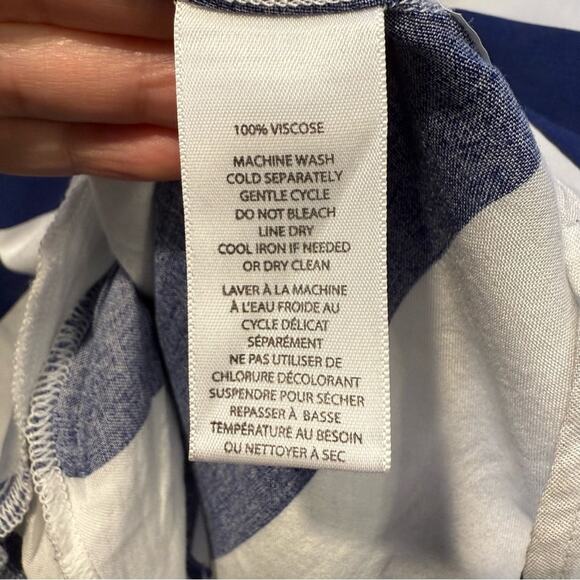 100% VISCOSE
MACHINE WASH
COLD SEPARATELY
GENTLE CYCLE
DO NOT BLEACH
LINE DRY
COOL IRON IF NEEDED
OR DRY CLEAN
LAVER À LA MACHINE
À L'EAU FROIDE AU
CYCLE DÉLICAT
SÉPARÉMENT
NE PAS UTILISER DE
CHLORURE DÉCOLORANT
SUSPENDRE POUR SÉCHER
REPASSER À BASSE
TEMPÉRATURE AU BESOIN
OU NETTOYER À SEC